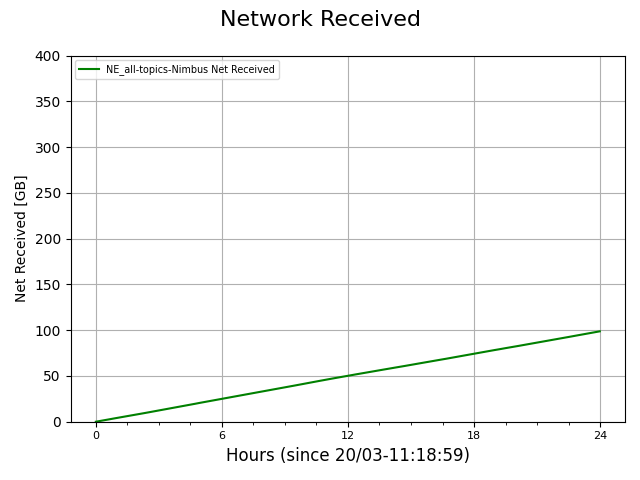 Network Received
NE_all-topics-Nimbus Net Received
Net Received [GB]
400
350
300
250
200
150
100
50
0
0 6 12 18 24
Hours (since 20/03-11:18:59)